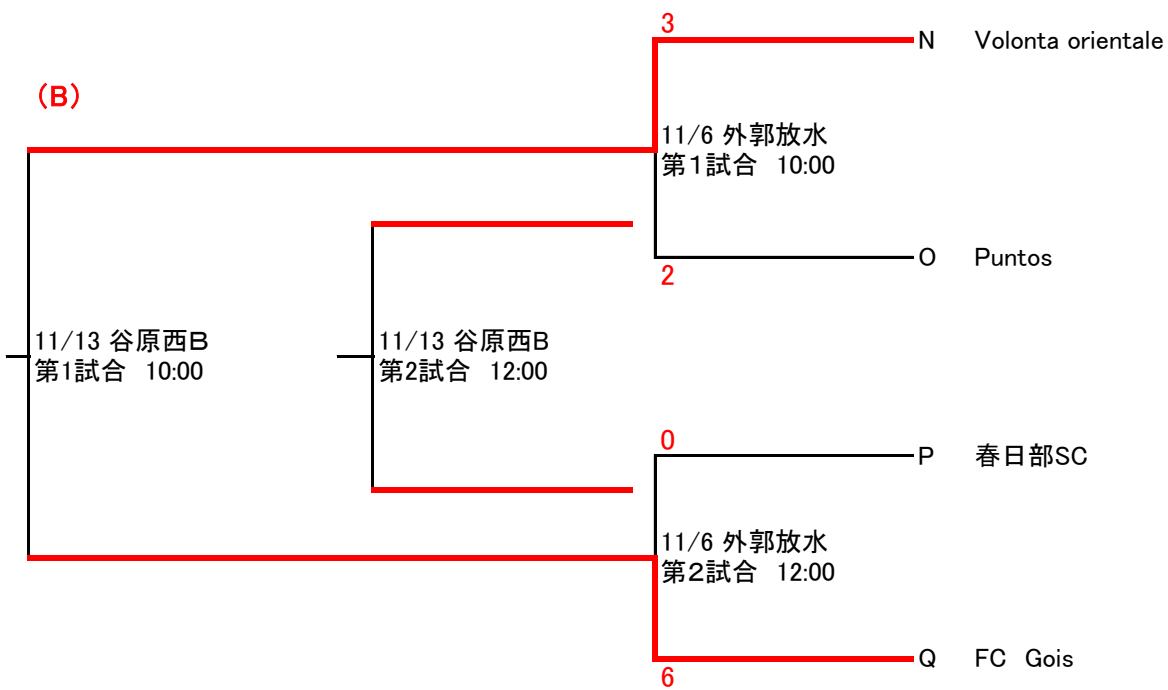 3
N Volonta orientale
(B)
11/6 外郭放水
第1試合 10:00
O Puntos
2
11/13 谷原西B
第1試合 10:00
11/13 谷原西B
第2試合 12:00
0
P 春日部SC
11/6 外郭放水
第2試合 12:00
Q FC Gois
6